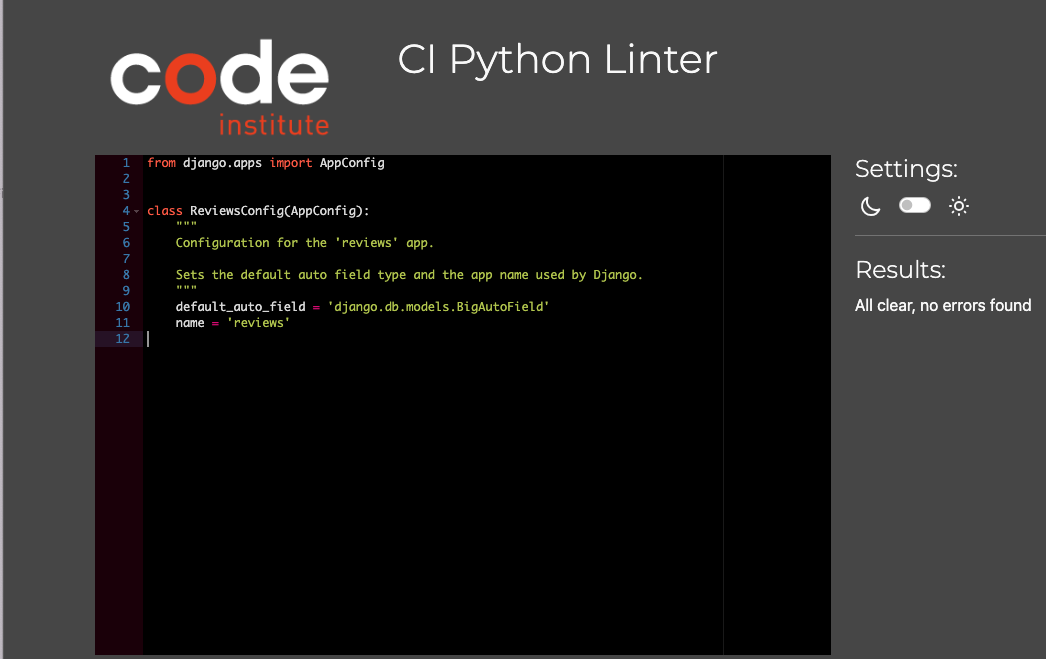 code
institute
CI Python Linter
1 from django.apps import AppConfig
2
3
4 class ReviewsConfig(AppConfig):
5     """
6     Configuration for the 'reviews' app.
7
8     Sets the default auto field type and the app name used by Django.
9     """
10     default_auto_field = 'django.db.models.BigAutoField'
11     name = 'reviews'
12
Settings:
Results:
All clear, no errors found